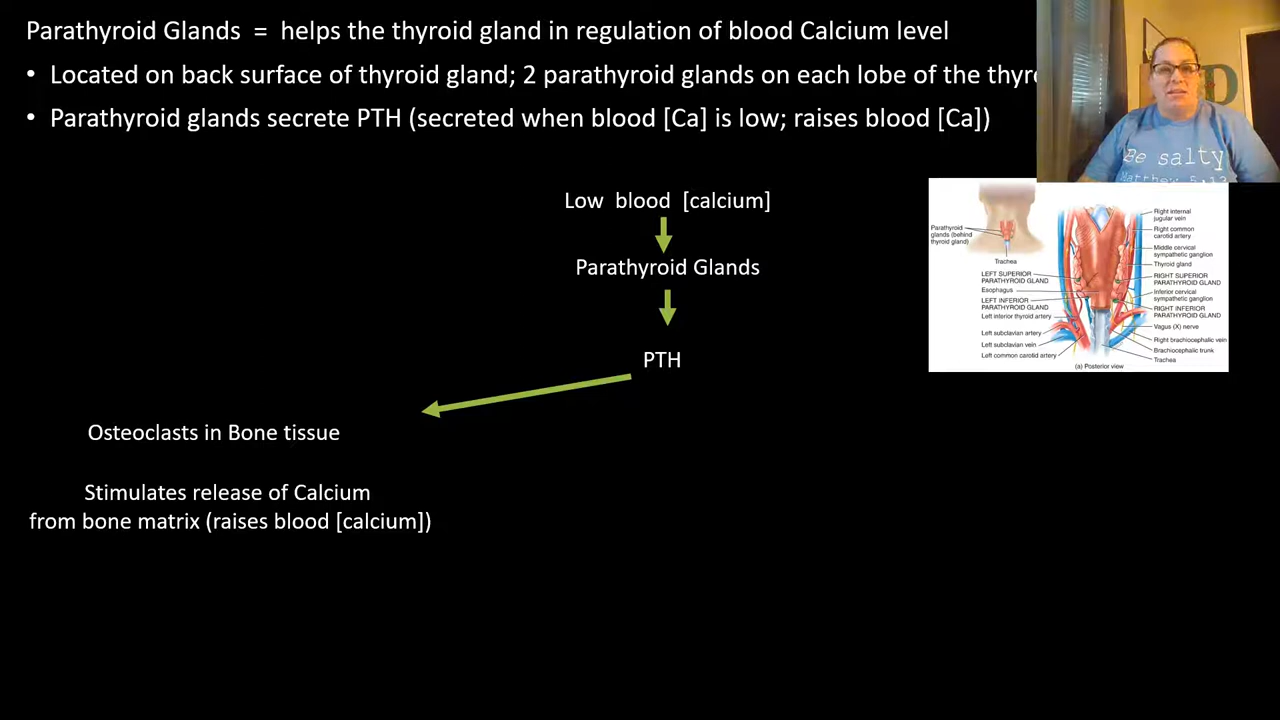 Parathyroid Glands = helps the thyroid gland in regulation of blood Calcium level
• Located on back surface of thyroid gland; 2 parathyroid glands on each lobe of the
• Parathyroid glands secrete PTH (secreted when blood [Ca] is low; raises blood [Ca])
Be salty
Matthew 5:13
Low blood [calcium]
Parathyroid Glands
PTH
Osteoclasts in Bone tissue
Stimulates release of Calcium
from bone matrix (raises blood [calcium])
Parathyroid
glands (behind
thyroid gland)
Trachea
LEFT SUPERIOR
PARATHYROID GLAND
Esophagus
LEFT INFERIOR
PARATHYROID GLAND
Left inferior thyroid artery
Left subclavian artery
Left subclavian vein
Left common carotid artery
Right internal
jugular vein
Right common
carotid artery
Middle cervical
sympathetic ganglion
Thyroid gland
RIGHT SUPERIOR
PARATHYROID GLAND
Inferior cervical
sympathetic ganglion
RIGHT INFERIOR
PARATHYROID GLAND
Vagus (X) nerve
Right brachiocephalic vein
Brachiocephalic trunk
Trachea
(a) Posterior view